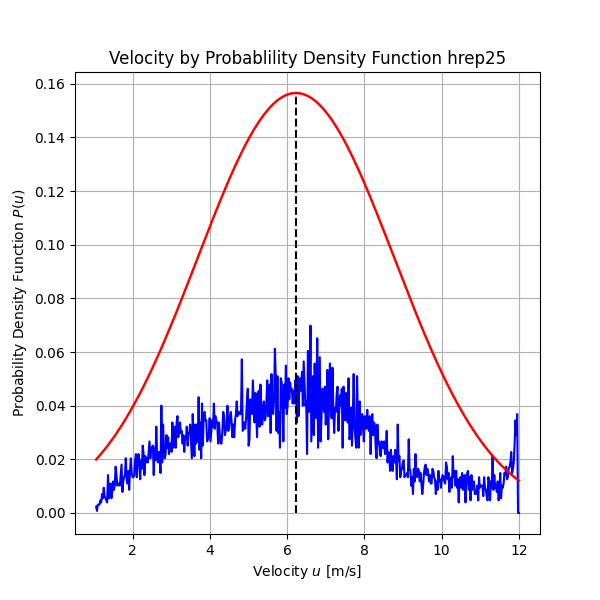 Velocity by Probablility Density Function hrep25
0.16
0.14
0.12
0.10
0.08
0.06
0.04
0.02
0.00
Probability Density Function P(u)
2 4 6 8 10 12
Velocity u [m/s]